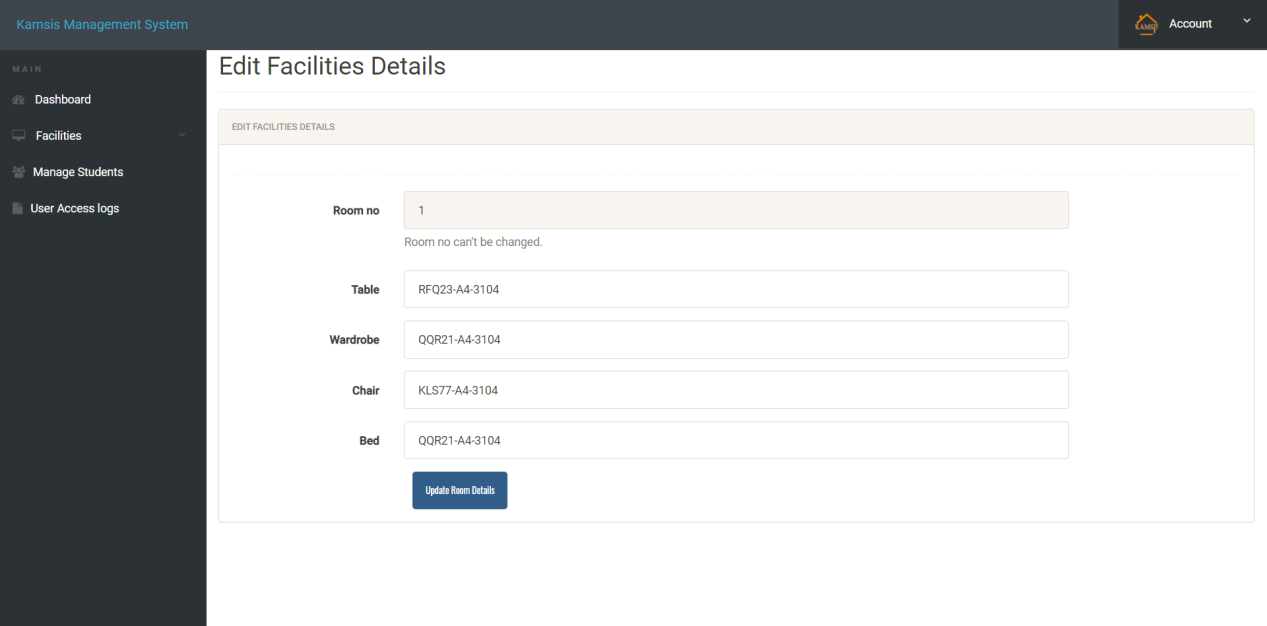 Kamsis Management System
Account
MAIN
Dashboard
Facilities
Manage Students
User Access logs
Edit Facilities Details
EDIT FACILITIES DETAILS
Room no
1
Room no can't be changed.
Table
RFQ23-A4-3104
Wardrobe
QQR21-A4-3104
Chair
KLS77-A4-3104
Bed
QQR21-A4-3104
Update Room Details